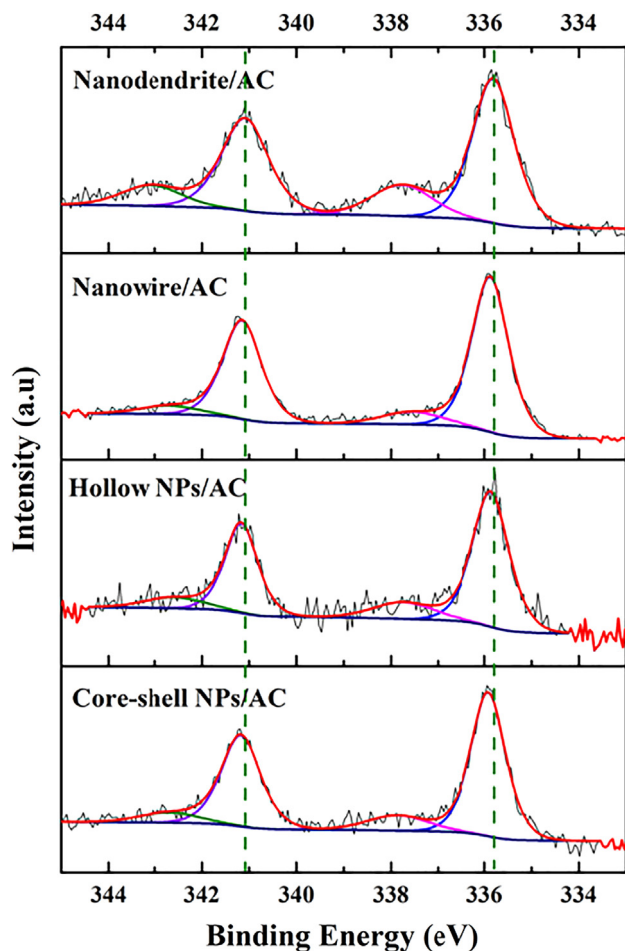 344 342 340 338 336 334
Nanodendrite/AC
Nanowire/AC
Hollow NPs/AC
Core-shell NPs/AC
Intensity (a.u)
344 342 340 338 336 334
Binding Energy (eV)